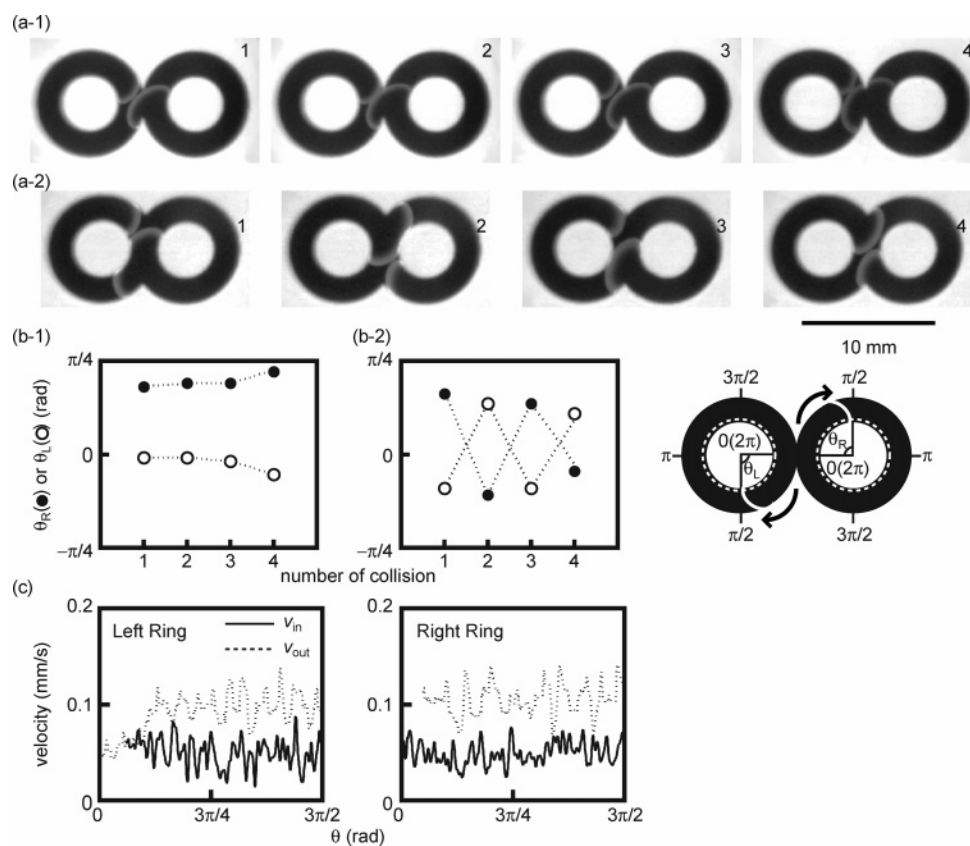 (a-1)
1 2 3 4
(a-2)
1 2 3 4
(b-1) (b-2)
10 mm
π/4 π/4
0 0
−π/4 −π/4
θR(●) or θL(O) (rad)
1 2 3 4 1 2 3 4
number of collision
3π/2 π/2
π 0(2π) θR π
θL 0(2π)
π/2 3π/2
(c)
0.2 0.2
Left Ring vin Right Ring
vout
0.1 0.1
0 0
velocity (mm/s)
0 3π/4 3π/2 0 3π/4 3π/2
θ (rad)